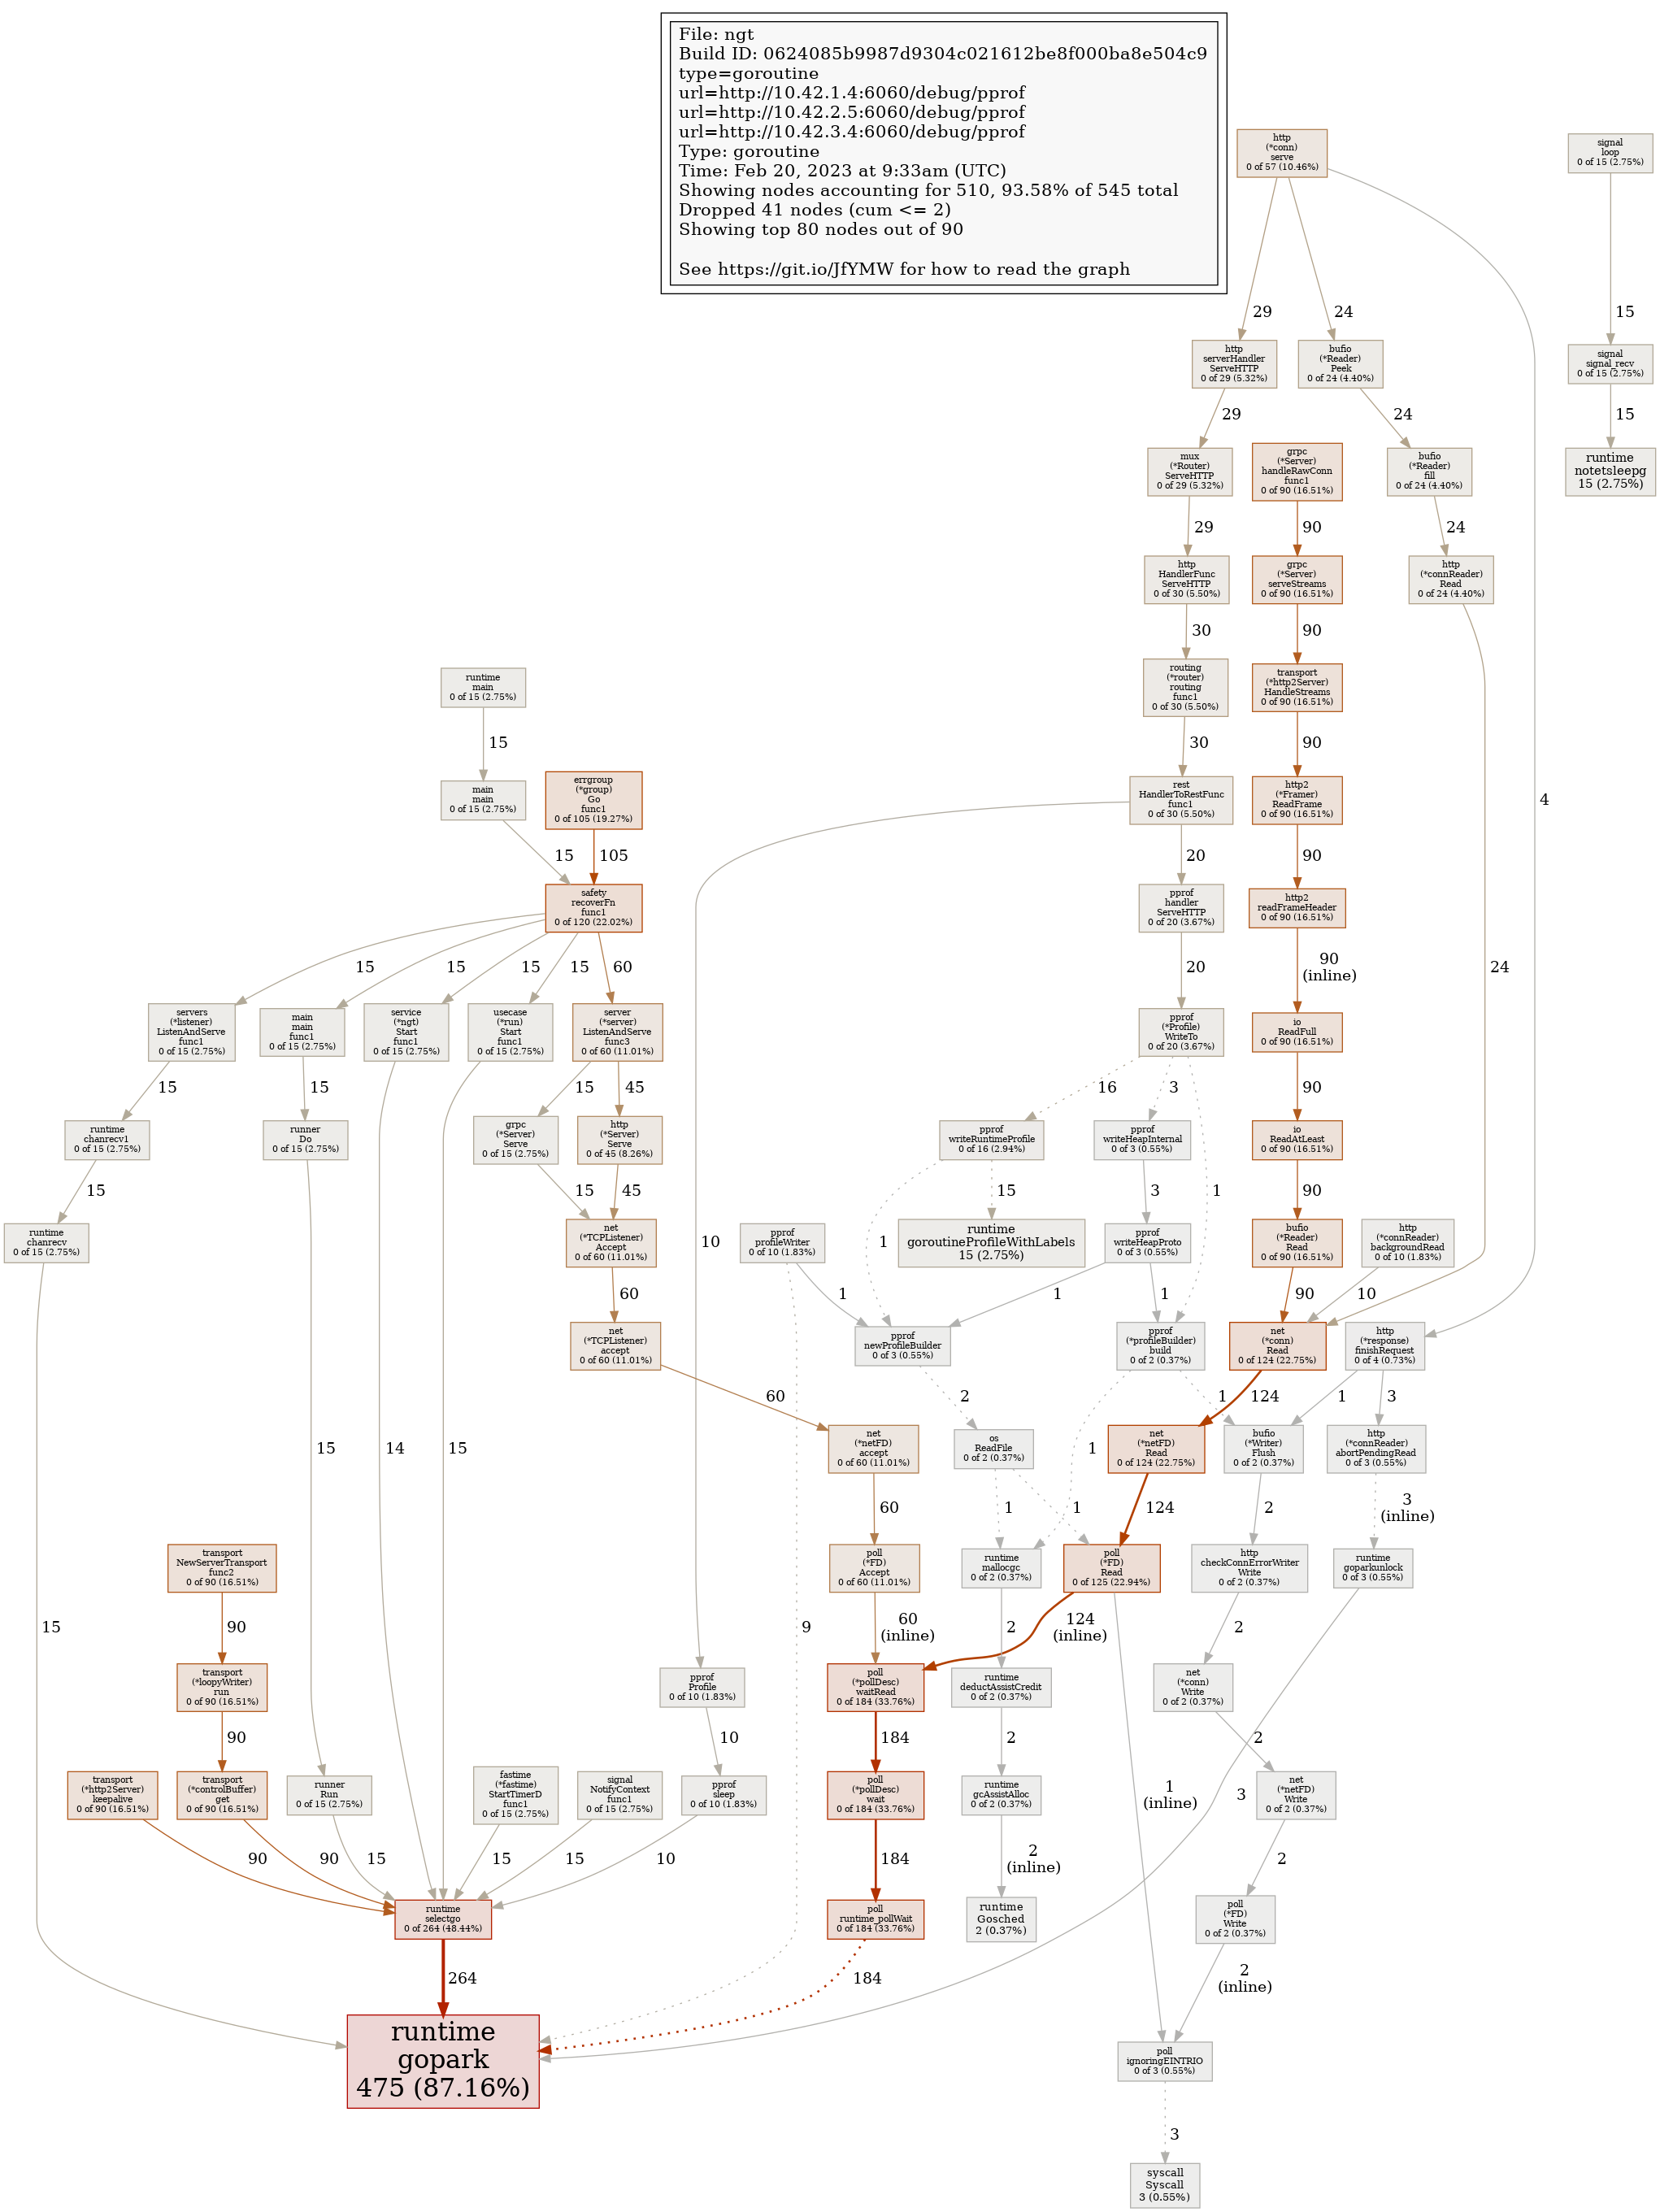 File: ngt
Build ID: 0624085b9987d9304c021612be8f000ba8e504c9
type=goroutine
url=http://10.42.1.4:6060/debug/pprof
url=http://10.42.2.5:6060/debug/pprof
url=http://10.42.3.4:6060/debug/pprof
Type: goroutine
Time: Feb 20, 2023 at 9:33am (UTC)
Showing nodes accounting for 510, 93.58% of 545 total
Dropped 41 nodes (cum <= 2)
Showing top 80 nodes out of 90
See https://git.io/JfYMW for how to read the graph
http
(*conn)
serve
0 of 57 (10.46%)
signal
loop
0 of 15 (2.75%)
29
24
4
15
http
serverHandler
ServeHTTP
0 of 29 (5.32%)
bufio
(*Reader)
Peek
0 of 24 (4.40%)
signal
signal_recv
0 of 15 (2.75%)
29
24
15
mux
(*Router)
ServeHTTP
0 of 29 (5.32%)
grpc
(*Server)
handleRawConn
func1
0 of 90 (16.51%)
bufio
(*Reader)
fill
0 of 24 (4.40%)
runtime
notetsleepg
15 (2.75%)
29
90
24
http
HandlerFunc
ServeHTTP
0 of 30 (5.50%)
grpc
(*Server)
serveStreams
0 of 90 (16.51%)
http
(*connReader)
Read
0 of 24 (4.40%)
30
90
24
runtime
main
0 of 15 (2.75%)
routing
(*router)
routing
func1
0 of 30 (5.50%)
transport
(*http2Server)
HandleStreams
0 of 90 (16.51%)
15
30
90
main
main
0 of 15 (2.75%)
errgroup
(*group)
Go
func1
0 of 105 (19.27%)
rest
HandlerToRestFunc
func1
0 of 30 (5.50%)
http2
(*Framer)
ReadFrame
0 of 90 (16.51%)
15
105
10
20
90
safety
recoverFn
func1
0 of 120 (22.02%)
pprof
handler
ServeHTTP
0 of 20 (3.67%)
http2
readFrameHeader
0 of 90 (16.51%)
15
15
15
15
60
20
90
(inline)
servers
(*listener)
ListenAndServe
func1
0 of 15 (2.75%)
main
main
func1
0 of 15 (2.75%)
service
(*ngt)
Start
func1
0 of 15 (2.75%)
usecase
(*run)
Start
func1
0 of 15 (2.75%)
server
(*server)
ListenAndServe
func3
0 of 60 (11.01%)
pprof
(*Profile)
WriteTo
0 of 20 (3.67%)
io
ReadFull
0 of 90 (16.51%)
15
15
14
15
15
45
16
3
1
90
runtime
chanrecv1
0 of 15 (2.75%)
runner
Do
0 of 15 (2.75%)
grpc
(*Server)
Serve
0 of 15 (2.75%)
http
(*Server)
Serve
0 of 45 (8.26%)
pprof
writeRuntimeProfile
0 of 16 (2.94%)
pprof
writeHeapInternal
0 of 3 (0.55%)
io
ReadAtLeast
0 of 90 (16.51%)
15
15
15
45
1
15
3
90
runtime
chanrecv
0 of 15 (2.75%)
net
(*TCPListener)
Accept
0 of 60 (11.01%)
pprof
profileWriter
0 of 10 (1.83%)
runtime
goroutineProfileWithLabels
15 (2.75%)
pprof
writeHeapProto
0 of 3 (0.55%)
bufio
(*Reader)
Read
0 of 90 (16.51%)
http
(*connReader)
backgroundRead
0 of 10 (1.83%)
15
60
1
9
1
1
90
10
net
(*TCPListener)
accept
0 of 60 (11.01%)
pprof
newProfileBuilder
0 of 3 (0.55%)
pprof
(*profileBuilder)
build
0 of 2 (0.37%)
net
(*conn)
Read
0 of 124 (22.75%)
http
(*response)
finishRequest
0 of 4 (0.73%)
60
2
1
1
124
1
3
net
(*netFD)
accept
0 of 60 (11.01%)
os
ReadFile
0 of 2 (0.37%)
net
(*netFD)
Read
0 of 124 (22.75%)
bufio
(*Writer)
Flush
0 of 2 (0.37%)
http
(*connReader)
abortPendingRead
0 of 3 (0.55%)
60
1
1
124
2
3
(inline)
transport
NewServerTransport
func2
0 of 90 (16.51%)
poll
(*FD)
Accept
0 of 60 (11.01%)
runtime
mallocgc
0 of 2 (0.37%)
poll
(*FD)
Read
0 of 125 (22.94%)
http
checkConnErrorWriter
Write
0 of 2 (0.37%)
runtime
goparkunlock
0 of 3 (0.55%)
90
60
(inline)
2
124
(inline)
1
(inline)
2
3
transport
(*loopyWriter)
run
0 of 90 (16.51%)
pprof
Profile
0 of 10 (1.83%)
poll
(*pollDesc)
waitRead
0 of 184 (33.76%)
runtime
deductAssistCredit
0 of 2 (0.37%)
net
(*conn)
Write
0 of 2 (0.37%)
90
10
184
2
2
transport
(*http2Server)
keepalive
0 of 90 (16.51%)
transport
(*controlBuffer)
get
0 of 90 (16.51%)
runner
Run
0 of 15 (2.75%)
fastime
(*fastime)
StartTimerD
func1
0 of 15 (2.75%)
signal
NotifyContext
func1
0 of 15 (2.75%)
pprof
sleep
0 of 10 (1.83%)
poll
(*pollDesc)
wait
0 of 184 (33.76%)
runtime
gcAssistAlloc
0 of 2 (0.37%)
net
(*netFD)
Write
0 of 2 (0.37%)
90
90
15
15
15
10
184
2
(inline)
2
runtime
selectgo
0 of 264 (48.44%)
poll
runtime_pollWait
0 of 184 (33.76%)
runtime
Gosched
2 (0.37%)
poll
(*FD)
Write
0 of 2 (0.37%)
264
184
2
(inline)
runtime
gopark
475 (87.16%)
poll
ignoringEINTRIO
0 of 3 (0.55%)
3
syscall
Syscall
3 (0.55%)